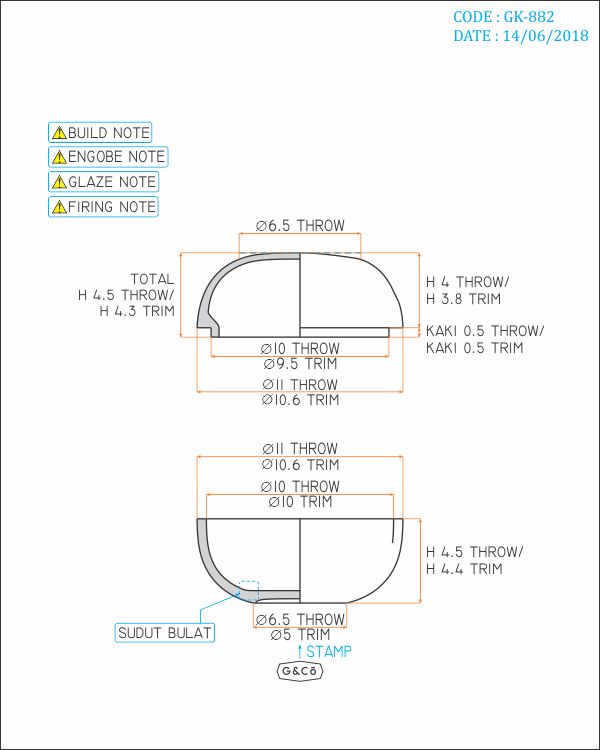 CODE : GK-882
DATE : 14/06/2018
BUILD NOTE
ENGOBE NOTE
GLAZE NOTE
FIRING NOTE
Ø6.5 THROW
TOTAL
H 4.5 THROW/
H 4.3 TRIM
H 4 THROW/
H 3.8 TRIM
KAKI 0.5 THROW/
KAKI 0.5 TRIM
Ø10 THROW
Ø9.5 TRIM
Ø11 THROW
Ø10.6 TRIM
Ø11 THROW
Ø10.6 TRIM
Ø10 THROW
Ø10 TRIM
H 4.5 THROW/
H 4.4 TRIM
SUDUT BULAT
Ø6.5 THROW
Ø5 TRIM
STAMP
G&Cō